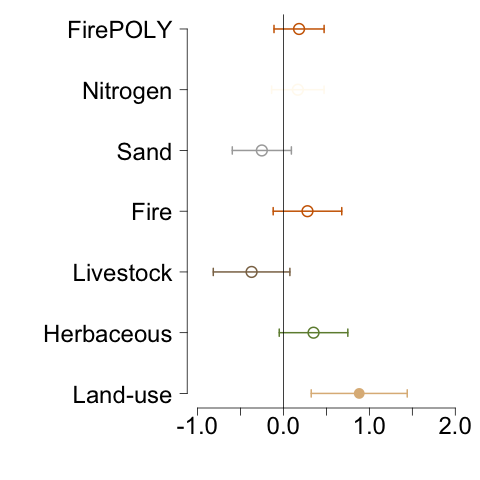 FirePOLY
Nitrogen
Sand
Fire
Livestock
Herbaceous
Land-use
-1.0 0.0 1.0 2.0